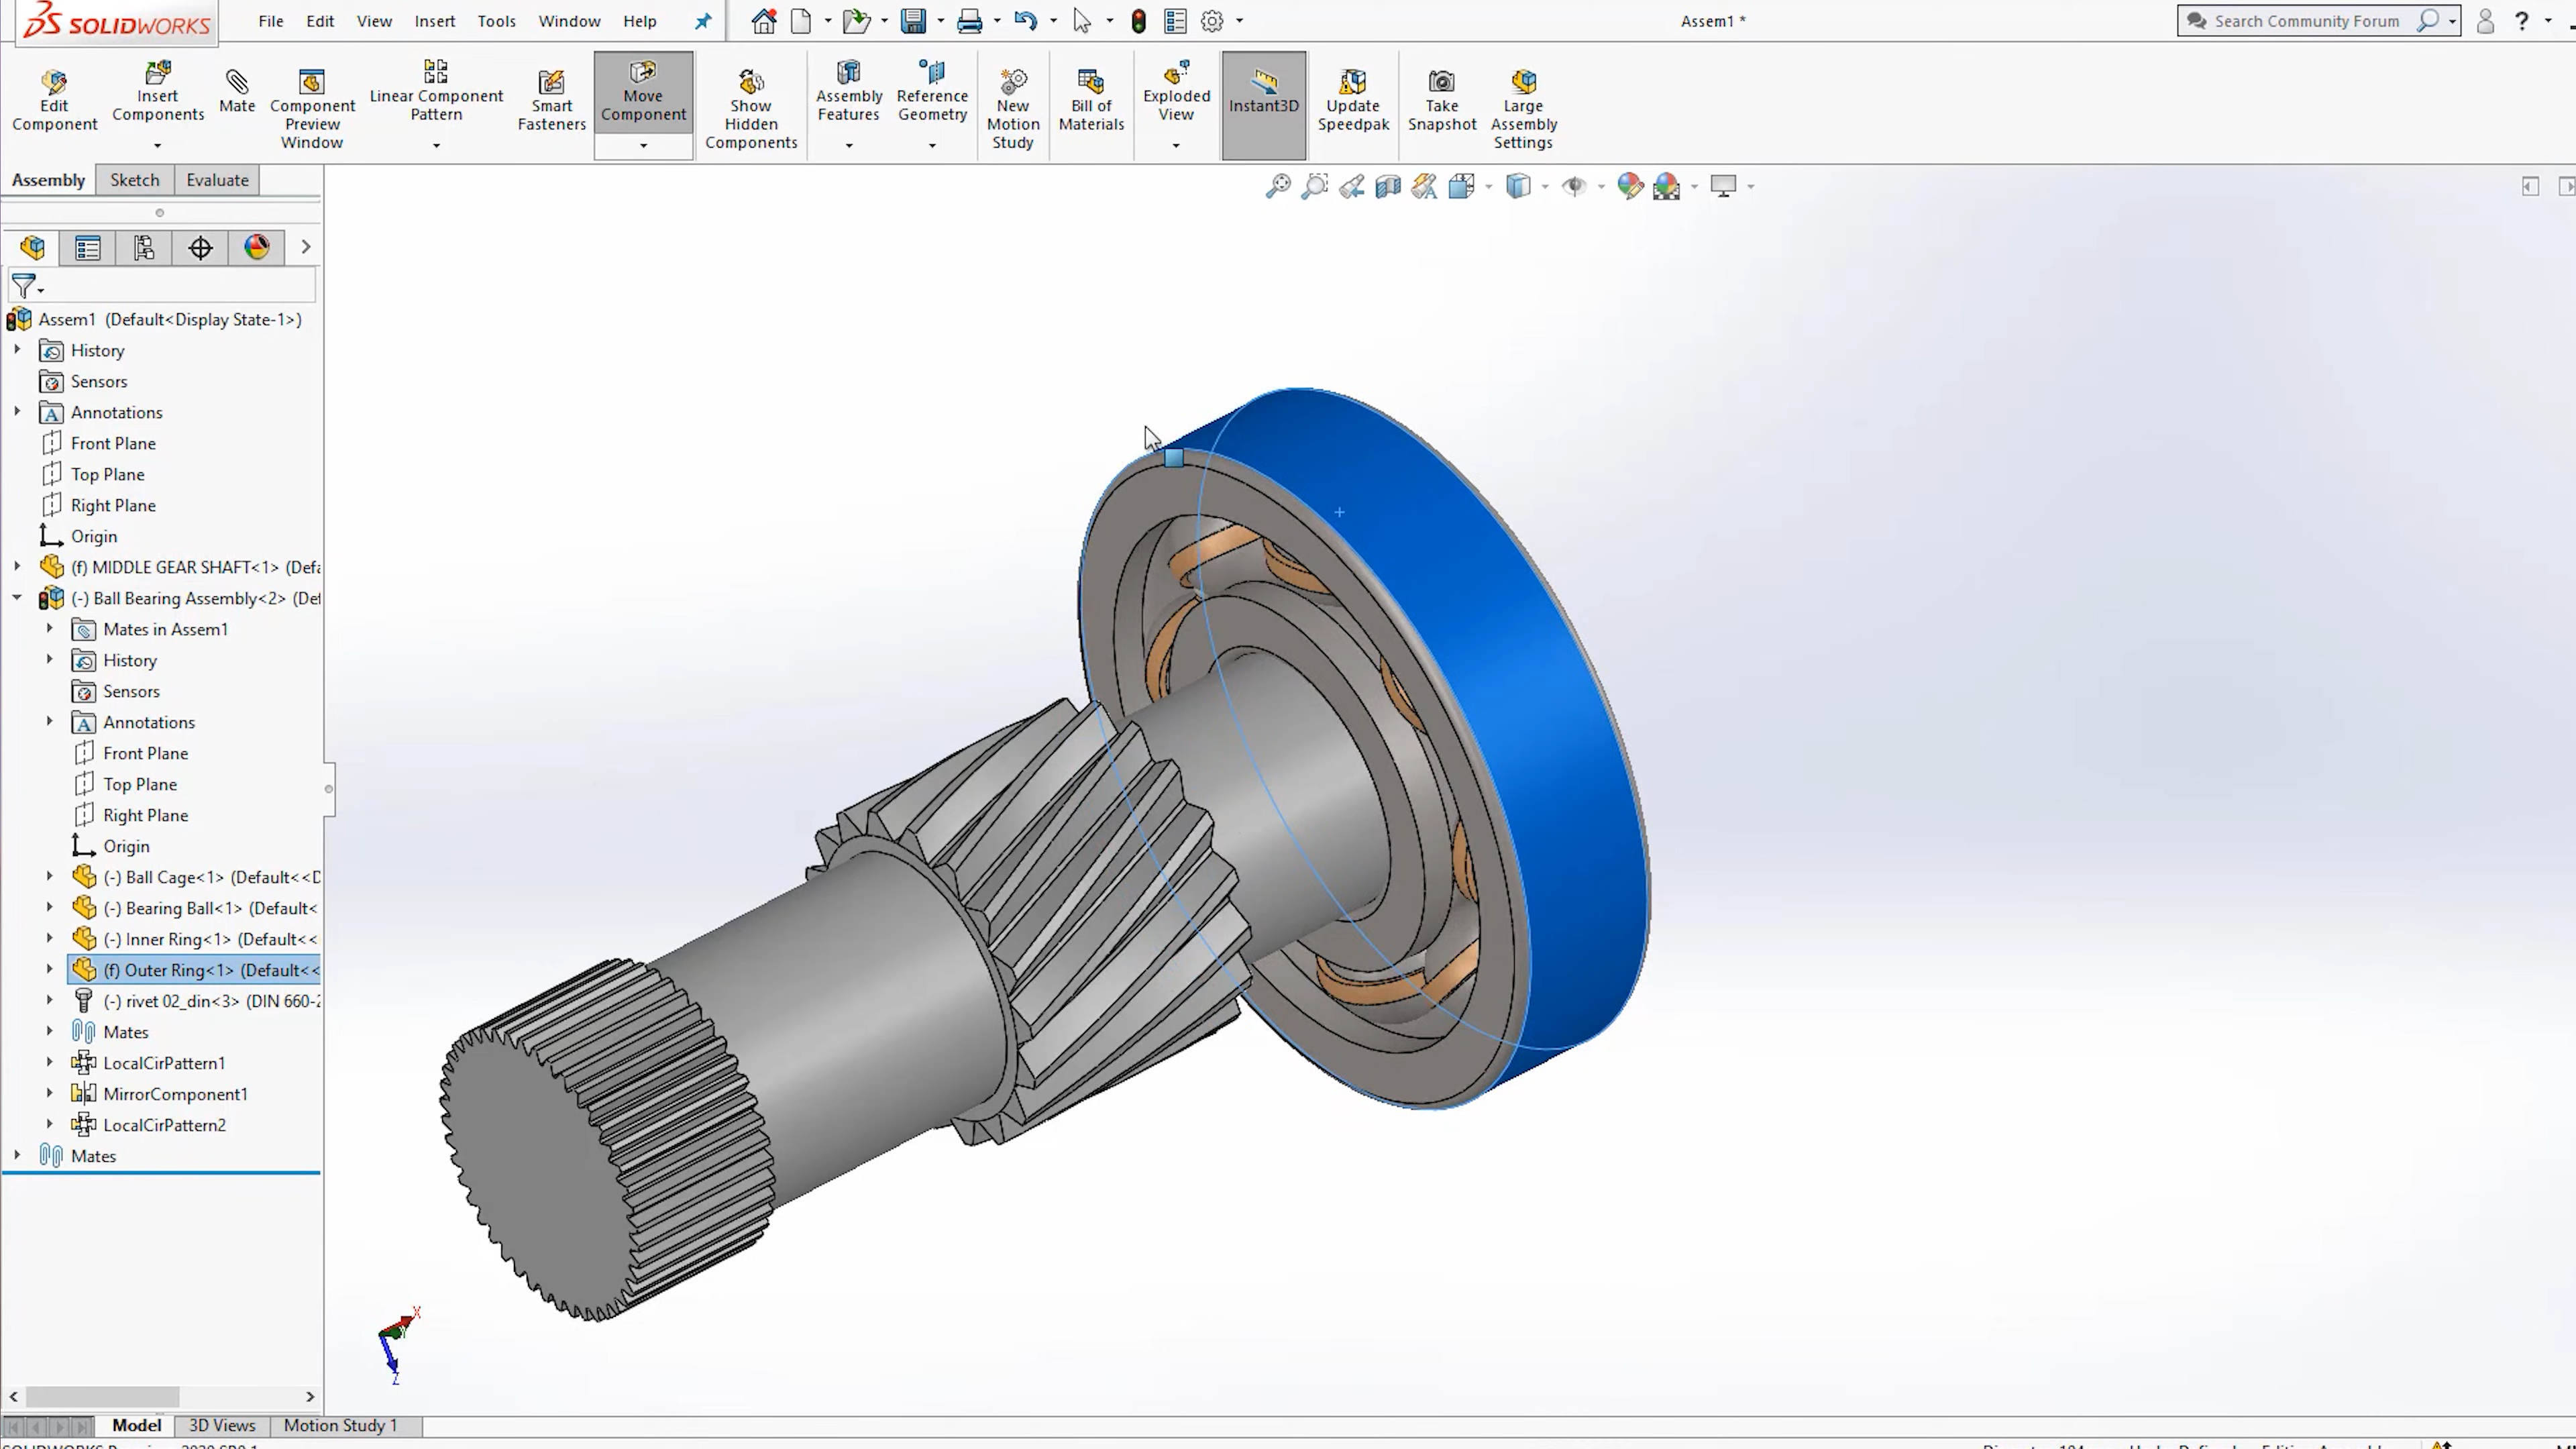 SOLIDWORKS File Edit View Insert Tools Window Help Assem1 * Search Community Forum ?
Edit Component
Insert Components
Mate
Component Preview Window
Linear Component Pattern
Smart Fasteners
Move Component
Show Hidden Components
Assembly Features
Reference Geometry
New Motion Study
Bill of Materials
Exploded View
Instant3D
Update Speedpak
Take Snapshot
Large Assembly Settings
Assembly Sketch Evaluate
Assem1 (Default<Display State-1>)
History
Sensors
Annotations
Front Plane
Top Plane
Right Plane
Origin
(f) MIDDLE GEAR SHAFT<1> (Defa
(-) Ball Bearing Assembly<2> (Def
Mates in Assem1
History
Sensors
Annotations
Front Plane
Top Plane
Right Plane
Origin
(-) Ball Cage<1> (Default<<D
(-) Bearing Ball<1> (Default<
(-) Inner Ring<1> (Default<<
(f) Outer Ring<1> (Default<<
(-) rivet 02_din<3> (DIN 660-2
Mates
LocalCirPattern1
MirrorComponent1
LocalCirPattern2
Mates
X
Y
Z
Model 3D Views Motion Study 1